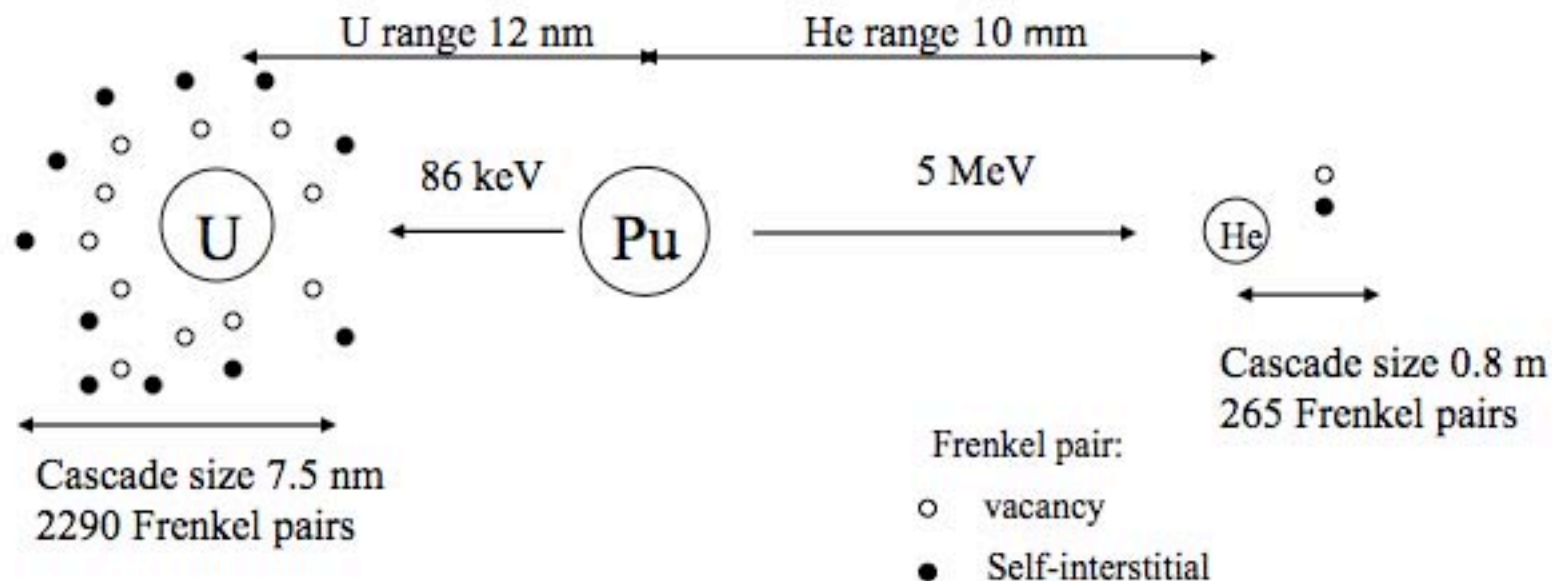 U range 12 nm
He range 10 mm
86 keV
5 MeV
U
Pu
He
Cascade size 7.5 nm
2290 Frenkel pairs
Cascade size 0.8 m
265 Frenkel pairs
Frenkel pair:
vacancy
Self-interstitial